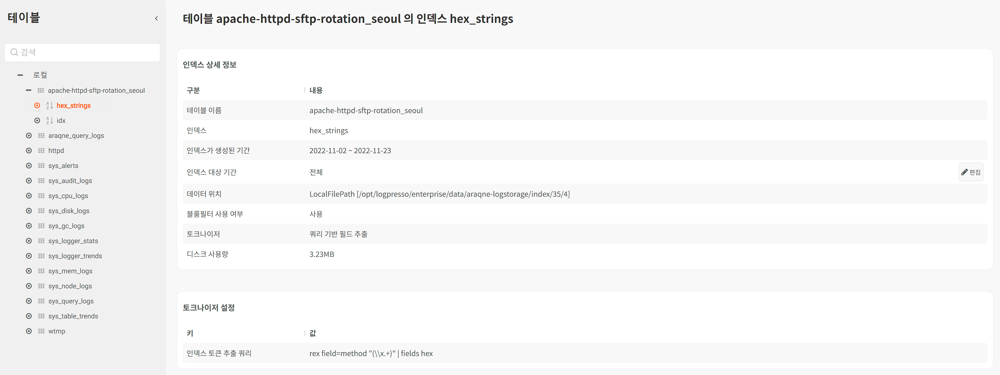 테이블
검색
로컬
apache-httpd-sftp-rotation_seoul
hex_strings
idx
araqne_query_logs
httpd
sys_alerts
sys_audit_logs
sys_cpu_logs
sys_disk_logs
sys_gc_logs
sys_logger_stats
sys_logger_trends
sys_mem_logs
sys_node_logs
sys_query_logs
sys_table_trends
wtmp
테이블 apache-httpd-sftp-rotation_seoul 의 인덱스 hex_strings
인덱스 상세 정보
구분 내용
테이블 이름 apache-httpd-sftp-rotation_seoul
인덱스 hex_strings
인덱스가 생성된 기간 2022-11-02 ~ 2022-11-23
인덱스 대상 기간 전체 편집
데이터 위치 LocalFilePath [/opt/logpresso/enterprise/data/araqne-logstorage/index/35/4]
블룸필터 사용 여부 사용
토크나이저 쿼리 기반 필드 추출
디스크 사용량 3.23MB
토크나이저 설정
키 값
인덱스 토큰 추출 쿼리 rex field=method "(\\x.+)" | fields hex